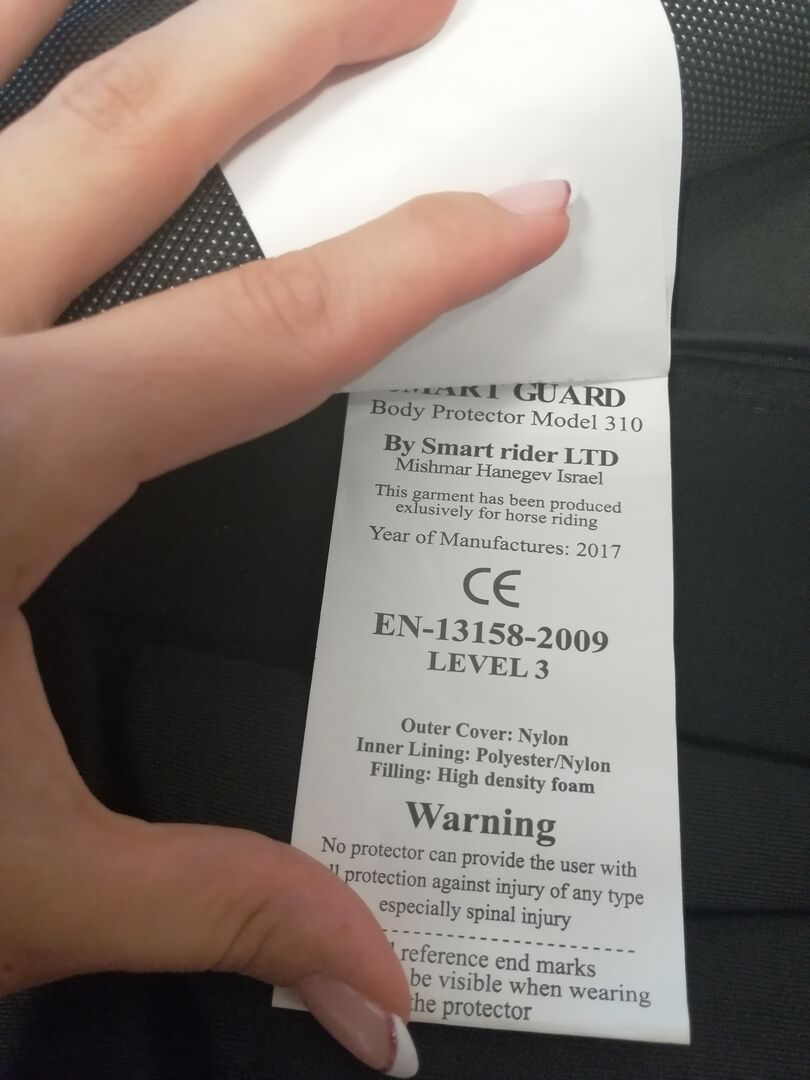 SMART GUARD
Body Protector Model 310
By Smart rider LTD
Mishmar Hanegev Israel
This garment has been produced
exlusively for horse riding
Year of Manufactures: 2017
CE
EN-13158-2009
LEVEL 3
Outer Cover: Nylon
Inner Lining: Polyester/Nylon
Filling: High density foam
Warning
No protector can provide the user with
protection against injury of any type
especially spinal injury
reference end marks
be visible when wearing
the protector